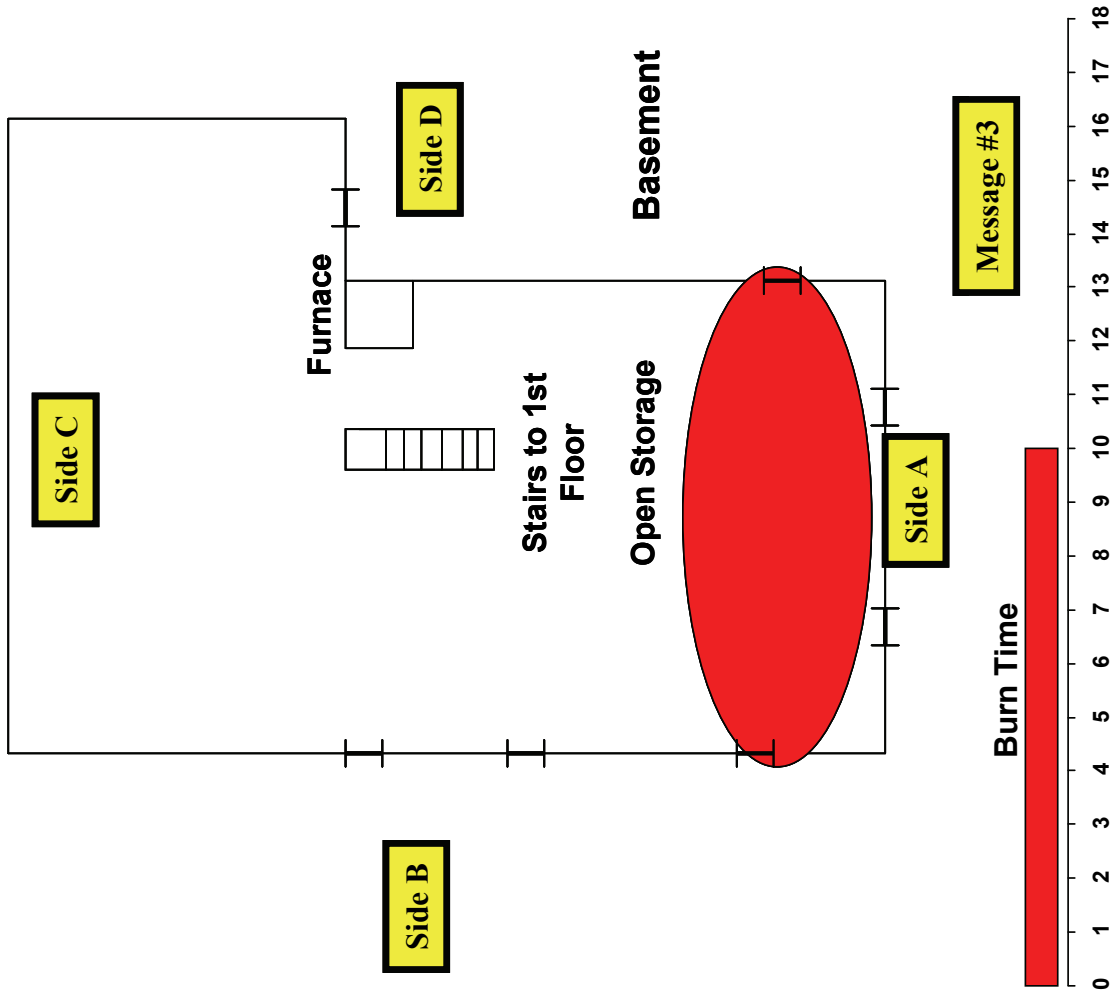 Side C
Side B
Side D
Furnace
Stairs to 1st
Floor
Open Storage
Basement
Side A
Message #3
Burn Time
0 1 2 3 4 5 6 7 8 9 10 11 12 13 14 15 16 17 18